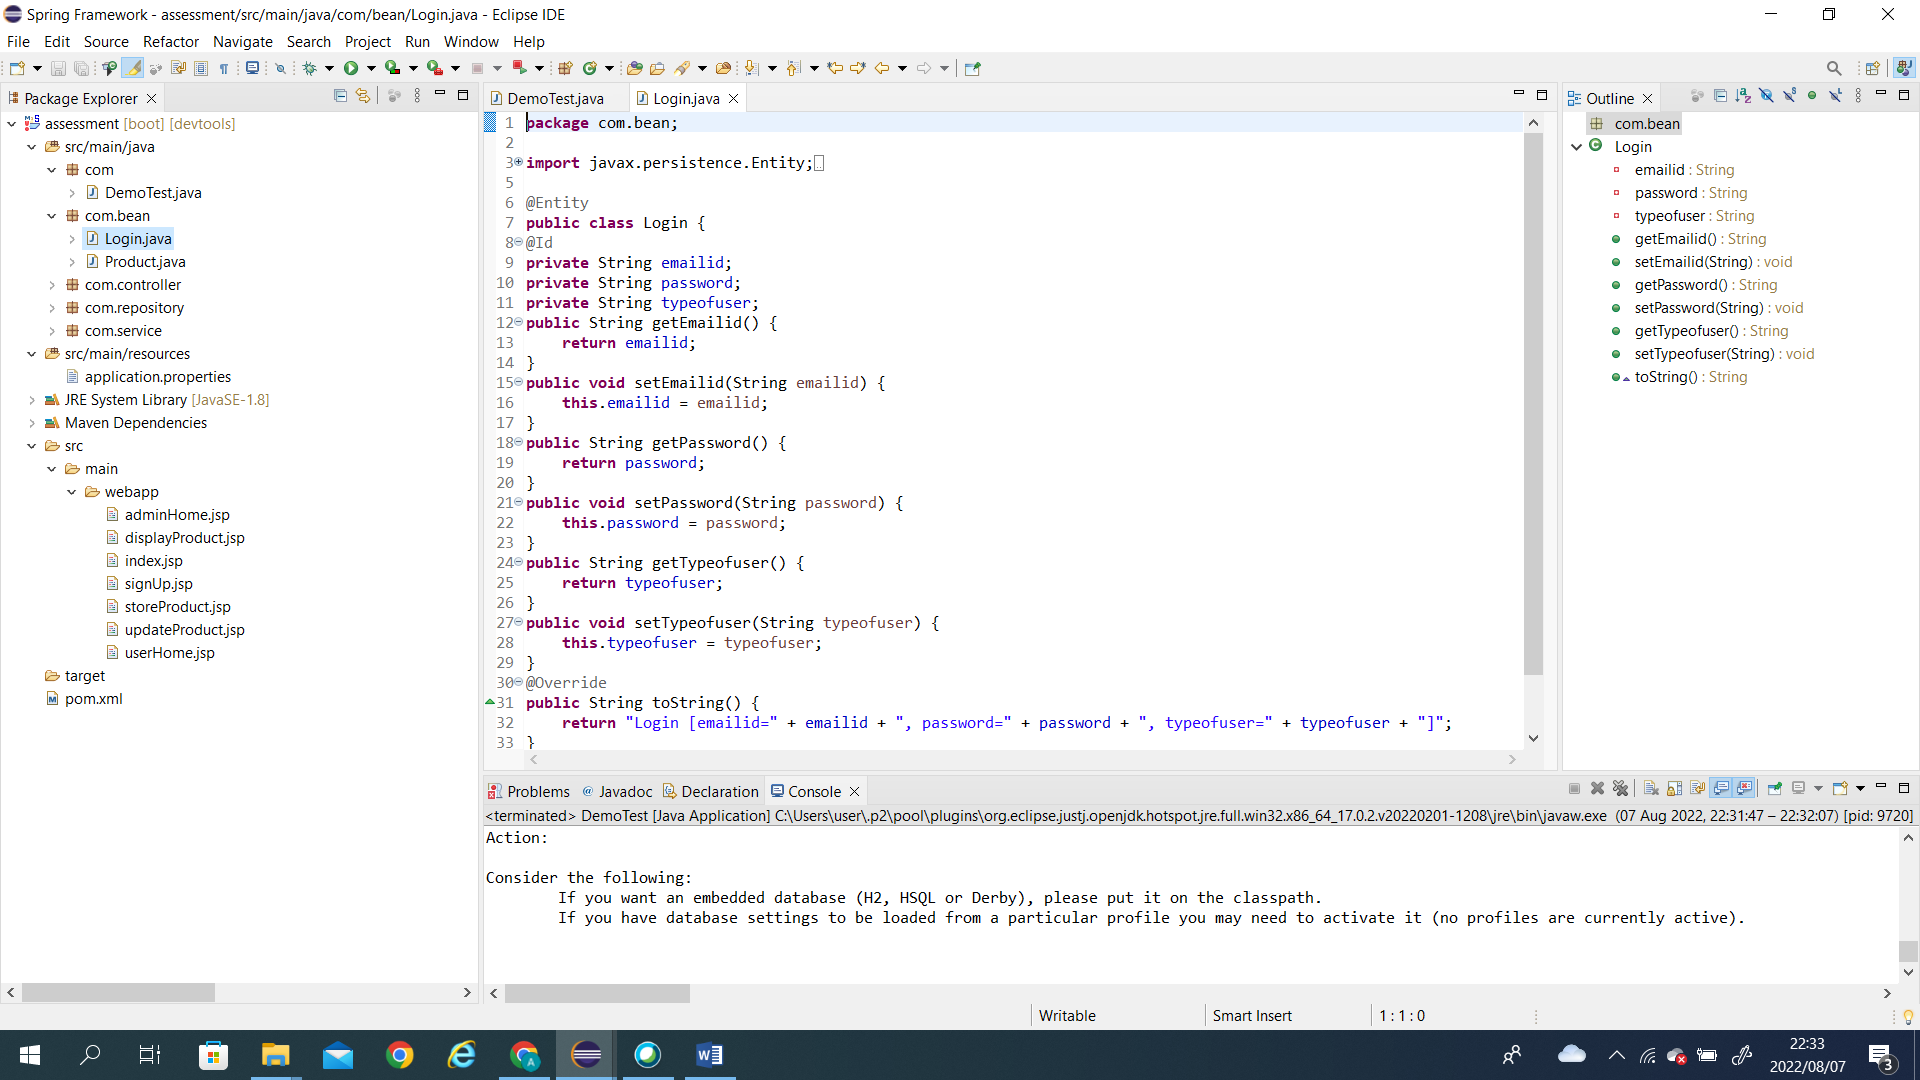 Spring Framework - assessment/src/main/java/com/bean/Login.java - Eclipse IDE
File Edit Source Refactor Navigate Search Project Run Window Help
Package Explorer
assessment [boot] [devtools]
src/main/java
com
DemoTest.java
com.bean
Login.java
Product.java
com.controller
com.repository
com.service
src/main/resources
application.properties
JRE System Library [JavaSE-1.8]
Maven Dependencies
src
main
webapp
adminHome.jsp
displayProduct.jsp
index.jsp
signUp.jsp
storeProduct.jsp
updateProduct.jsp
userHome.jsp
target
pom.xml
DemoTest.java Login.java
1 package com.bean;
2
3 import javax.persistence.Entity;
5
6 @Entity
7 public class Login {
8 @Id
9 private String emailid;
10 private String password;
11 private String typeofuser;
12 public String getEmailid() {
13 return emailid;
14 }
15 public void setEmailid(String emailid) {
16 this.emailid = emailid;
17 }
18 public String getPassword() {
19 return password;
20 }
21 public void setPassword(String password) {
22 this.password = password;
23 }
24 public String getTypeofuser() {
25 return typeofuser;
26 }
27 public void setTypeofuser(String typeofuser) {
28 this.typeofuser = typeofuser;
29 }
30 @Override
31 public String toString() {
32 return "Login [emailid=" + emailid + ", password=" + password + ", typeofuser=" + typeofuser + "]";
33 }
Outline
com.bean
Login
emailid : String
password : String
typeofuser : String
getEmailid() : String
setEmailid(String) : void
getPassword() : String
setPassword(String) : void
getTypeofuser() : String
setTypeofuser(String) : void
toString() : String
Problems @ Javadoc Declaration Console
<terminated> DemoTest [Java Application] C:\Users\user\.p2\pool\plugins\org.eclipse.justj.openjdk.hotspot.jre.full.win32.x86_64_17.0.2.v20220201-1208\jre\bin\javaw.exe (07 Aug 2022, 22:31:47 – 22:32:07) [pid: 9720]
Action:
Consider the following:
If you want an embedded database (H2, HSQL or Derby), please put it on the classpath.
If you have database settings to be loaded from a particular profile you may need to activate it (no profiles are currently active).
Writable Smart Insert 1 : 1 : 0
22:33
2022/08/07
3